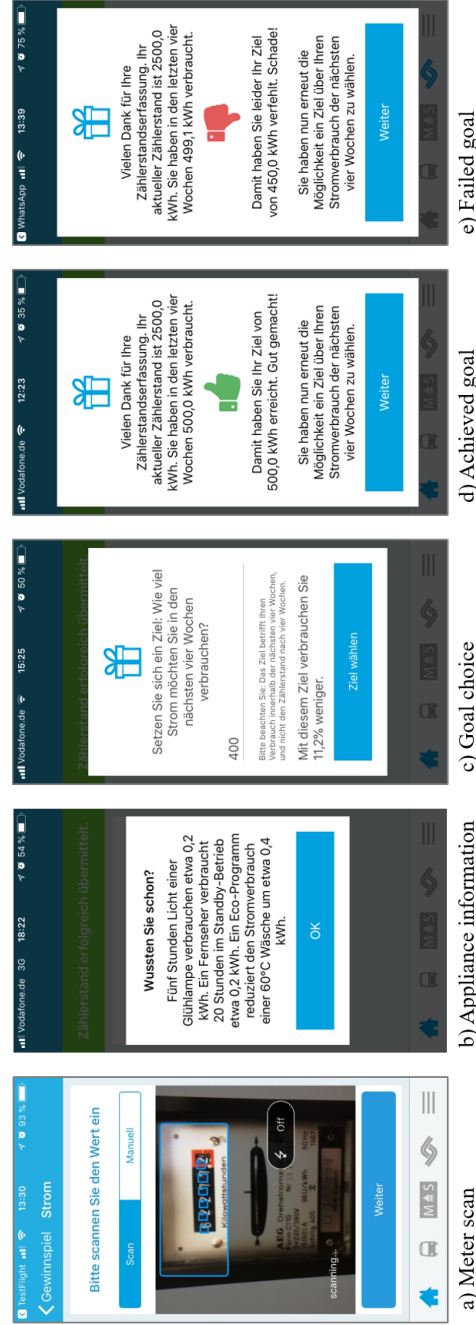 TestFlight 13:30 93 %
Gewinnspiel Strom
Bitte scannen Sie den Wert ein
Scan Manuell
Kilowattstunden
AEG Drehstromzähler
Off
scanning...
Weiter
M&S
a) Meter scan
Vodafone.de 3G 18:22 54 %
Zählerstand erfolgreich übermittelt.
Wussten Sie schon?
Fünf Stunden Licht einer
Glühlampe verbrauchen etwa 0,2
kWh. Ein Fernseher verbraucht
20 Stunden im Standby-Betrieb
etwa 0,2 kWh. Ein Eco-Programm
reduziert den Stromverbrauch
einer 60°C Wäsche um etwa 0,4
kWh.
OK
M&S
b) Appliance information
Vodafone.de 15:25 50 %
Zählerstand erfolgreich übermittelt.
Setzen Sie sich ein Ziel: Wie viel
Strom möchten Sie in den
nächsten vier Wochen
verbrauchen?
400
Bitte beachten Sie: Das Ziel betrifft Ihren
Verbrauch innerhalb der nächsten vier Wochen,
und nicht den Zählerstand nach vier Wochen.
Mit diesem Ziel verbrauchen Sie
11,2% weniger.
Ziel wählen
M&S
c) Goal choice
Vodafone.de 12:23 35 %
Vielen Dank für Ihre
Zählerstandserfassung. Ihr
aktueller Zählerstand ist 2500,0
kWh. Sie haben in den letzten vier
Wochen 500,0 kWh verbraucht.
Damit haben Sie Ihr Ziel von
500,0 kWh erreicht. Gut gemacht!
Sie haben nun erneut die
Möglichkeit ein Ziel über Ihren
Stromverbrauch der nächsten
vier Wochen zu wählen.
Weiter
M&S
d) Achieved goal
WhatsApp 13:39 75 %
Vielen Dank für Ihre
Zählerstandserfassung. Ihr
aktueller Zählerstand ist 2500,0
kWh. Sie haben in den letzten vier
Wochen 499,1 kWh verbraucht.
Damit haben Sie leider Ihr Ziel
von 450,0 kWh verfehlt. Schade!
Sie haben nun erneut die
Möglichkeit ein Ziel über Ihren
Stromverbrauch der nächsten
vier Wochen zu wählen.
Weiter
M&S
e) Failed goal